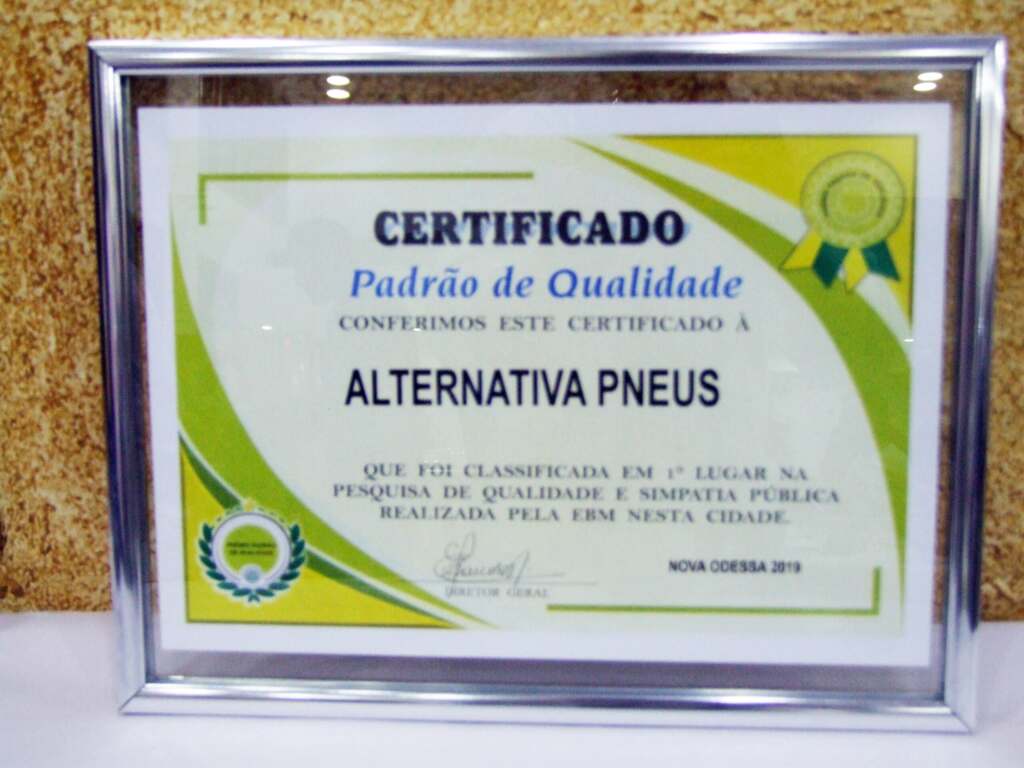 CERTIFICADO
Padrão de Qualidade
CONFERIMOS ESTE CERTIFICADO À
ALTERNATIVA PNEUS
QUE FOI CLASSIFICADA EM 1º LUGAR NA
PESQUISA DE QUALIDADE E SIMPATIA PÚBLICA
REALIZADA PELA EBM NESTA CIDADE.
DIRETOR GERAL
NOVA ODESSA 2019